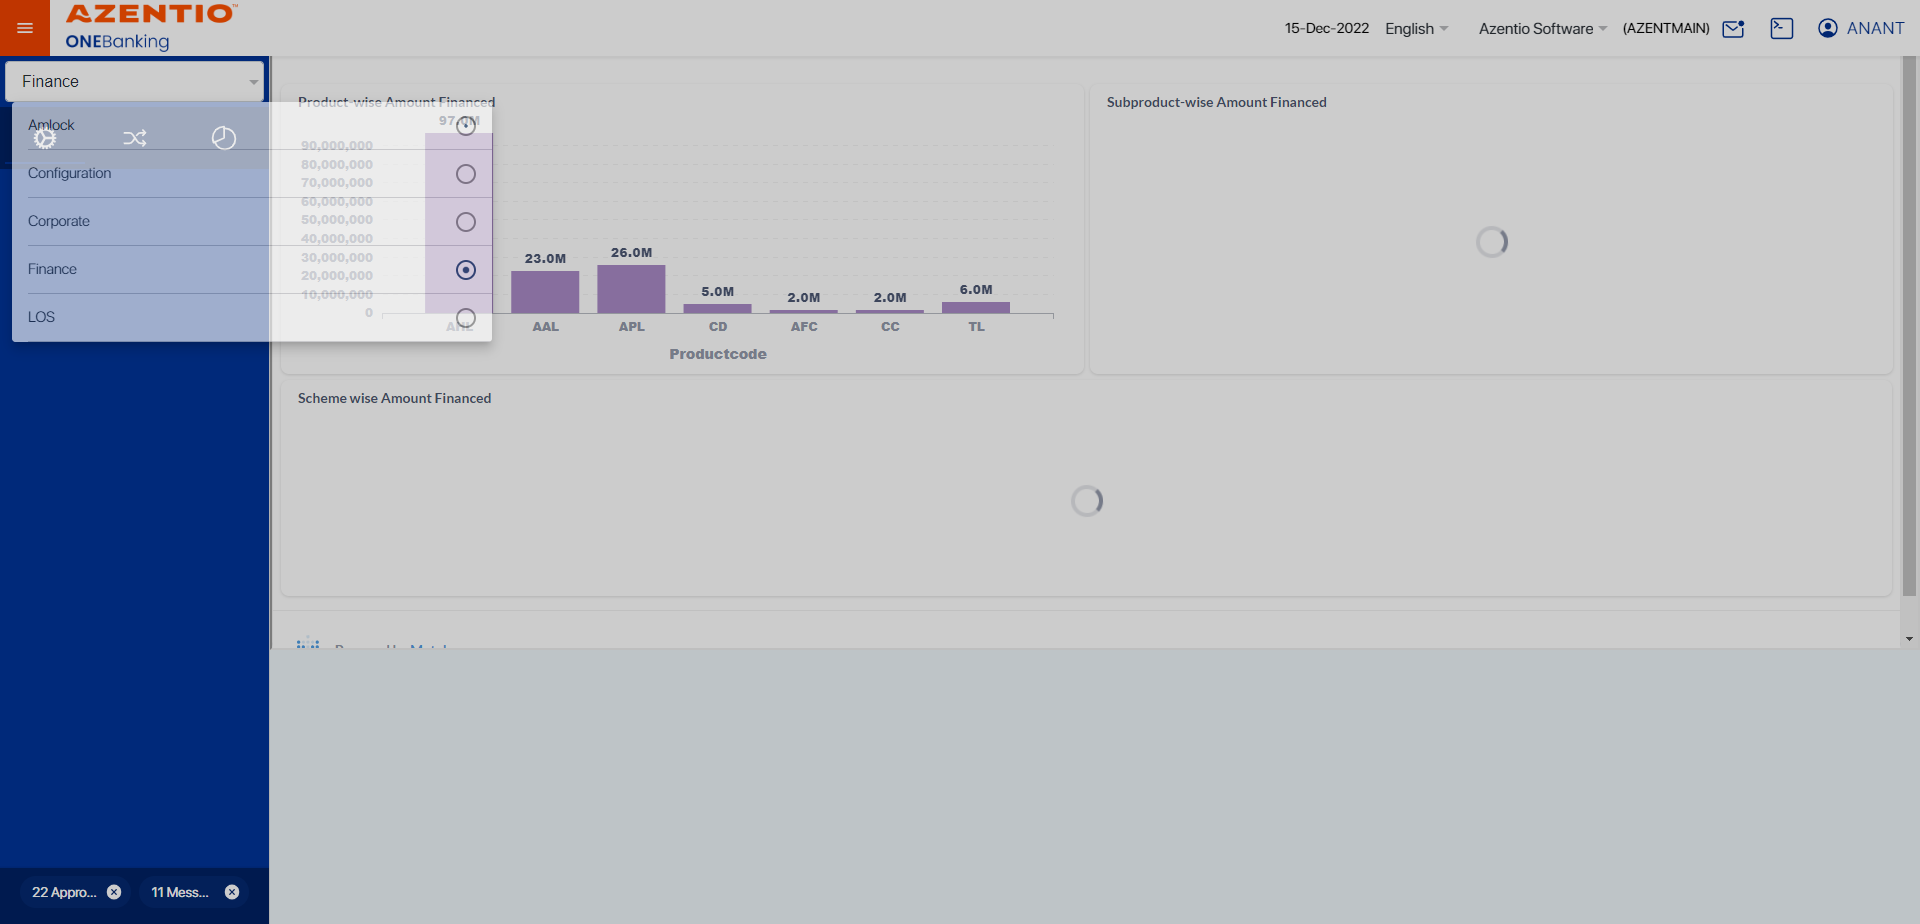 AZENTIO™
ONEBanking
15-Dec-2022 English Azentio Software (AZENTMAIN) ANANT
Finance
Amlock
Configuration
Corporate
Finance
LOS
Product-wise Amount Financed
97.0M
90,000,000
80,000,000
70,000,000
60,000,000
50,000,000
40,000,000
30,000,000
20,000,000
10,000,000
0
23.0M
26.0M
5.0M
2.0M
2.0M
6.0M
AHL AAL APL CD AFC CC TL
Productcode
Subproduct-wise Amount Financed
Scheme wise Amount Financed
22 Appro...
11 Mess...